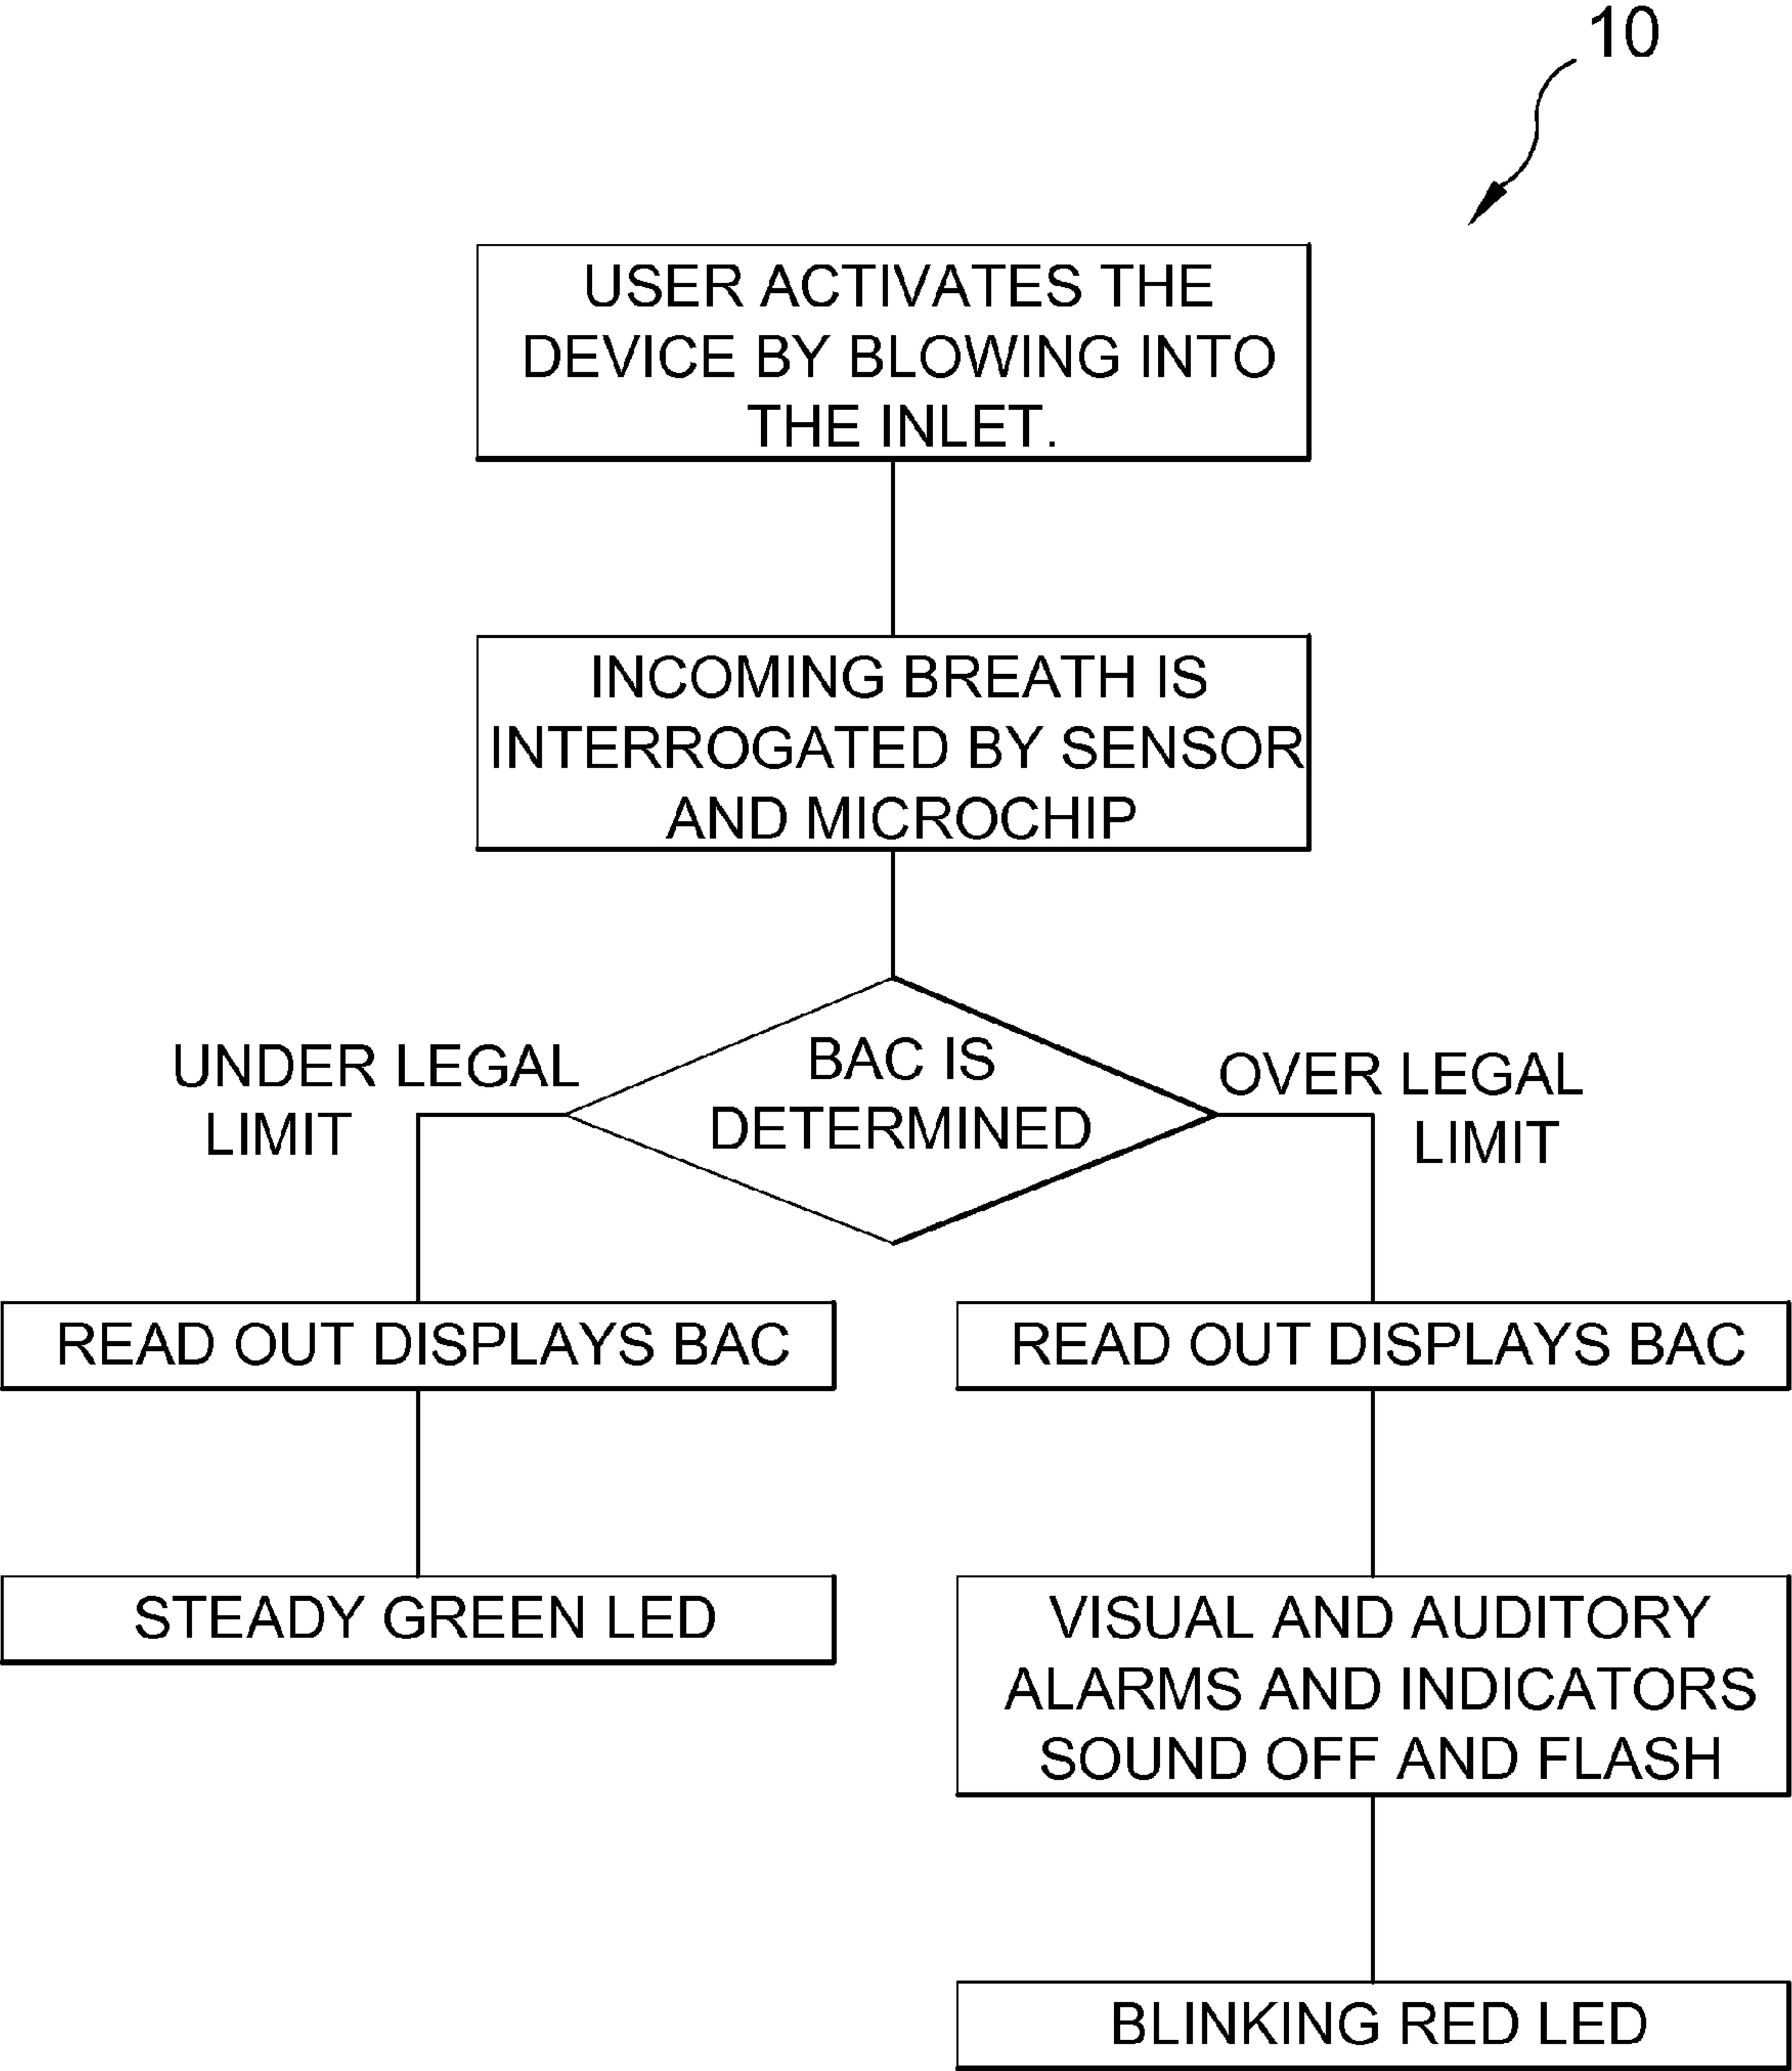 10
USER ACTIVATES THE
DEVICE BY BLOWING INTO
THE INLET.
INCOMING BREATH IS
INTERROGATED BY SENSOR
AND MICROCHIP
BAC IS
DETERMINED
UNDER LEGAL
LIMIT
OVER LEGAL
LIMIT
READ OUT DISPLAYS BAC
READ OUT DISPLAYS BAC
STEADY GREEN LED
VISUAL AND AUDITORY
ALARMS AND INDICATORS
SOUND OFF AND FLASH
BLINKING RED LED